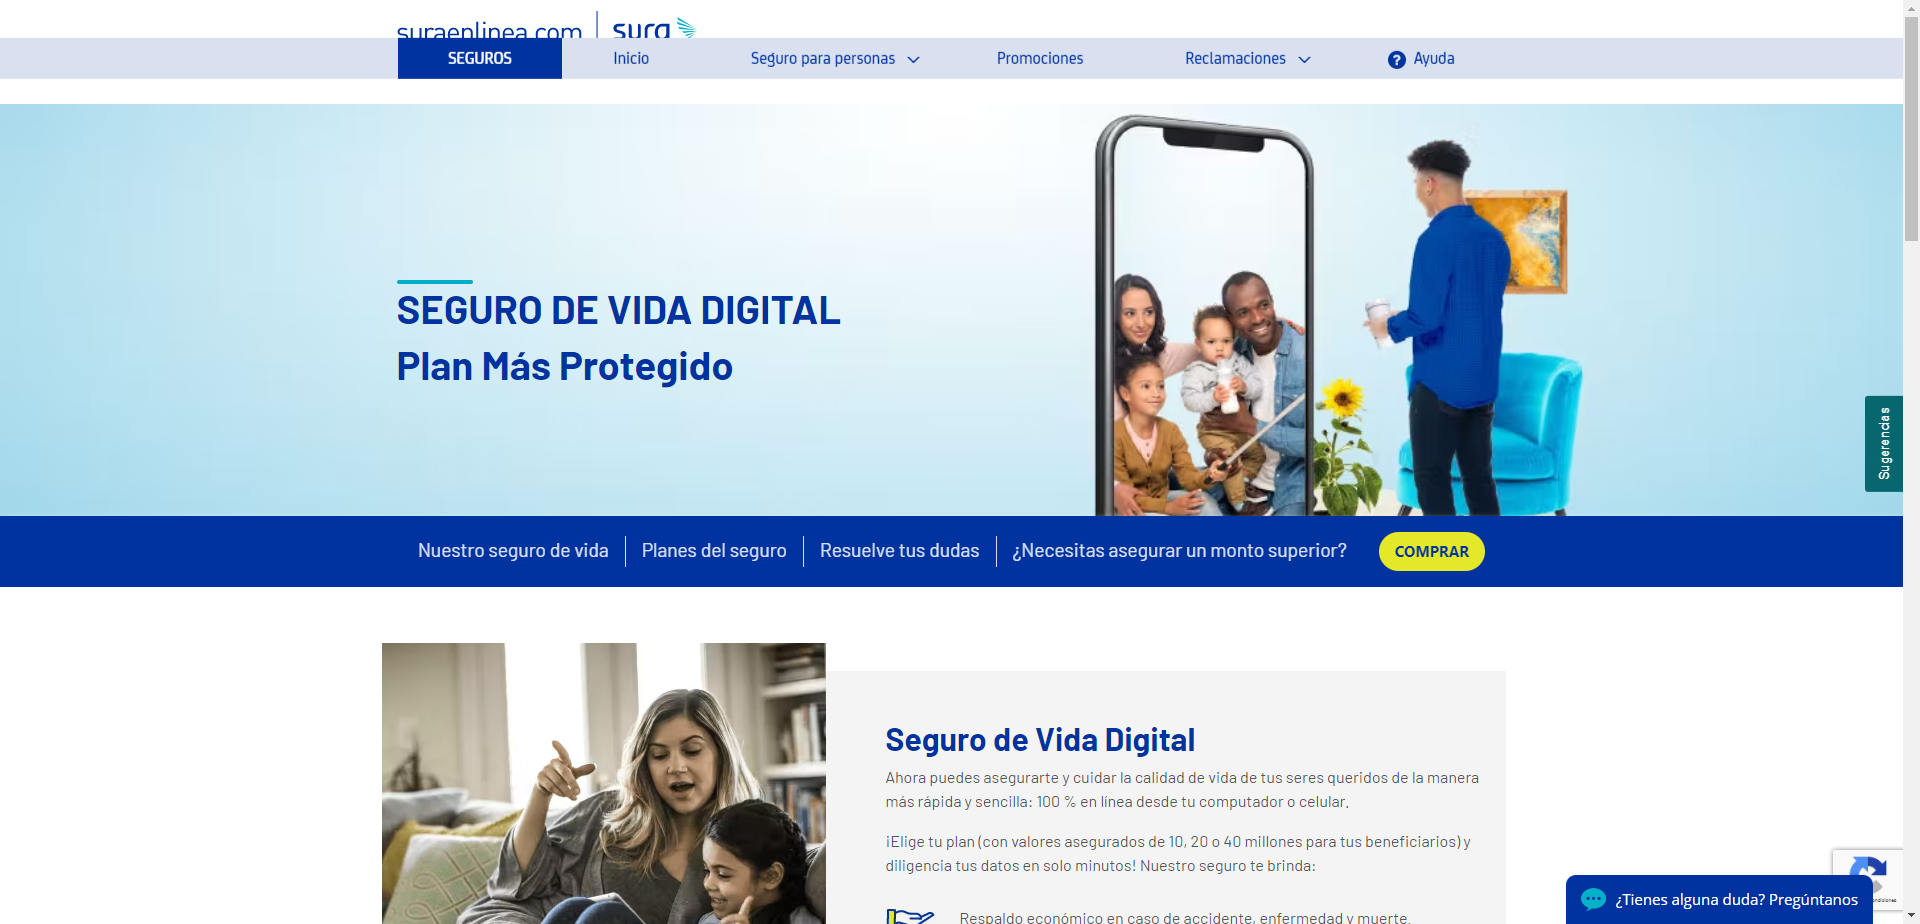 suraenlinea.com
sura
SEGUROS
Inicio
Seguro para personas
Promociones
Reclamaciones
Ayuda
SEGURO DE VIDA DIGITAL
Plan Más Protegido
Sugerencias
Nuestro seguro de vida
Planes del seguro
Resuelve tus dudas
¿Necesitas asegurar un monto superior?
COMPRAR
Seguro de Vida Digital
Ahora puedes asegurarte y cuidar la calidad de vida de tus seres queridos de la manera
más rápida y sencilla: 100 % en línea desde tu computador o celular.
¡Elige tu plan (con valores asegurados de 10, 20 o 40 millones para tus beneficiarios) y
diligencia tus datos en solo minutos! Nuestro seguro te brinda:
Respaldo económico en caso de accidente, enfermedad y muerte.
¿Tienes alguna duda? Pregúntanos